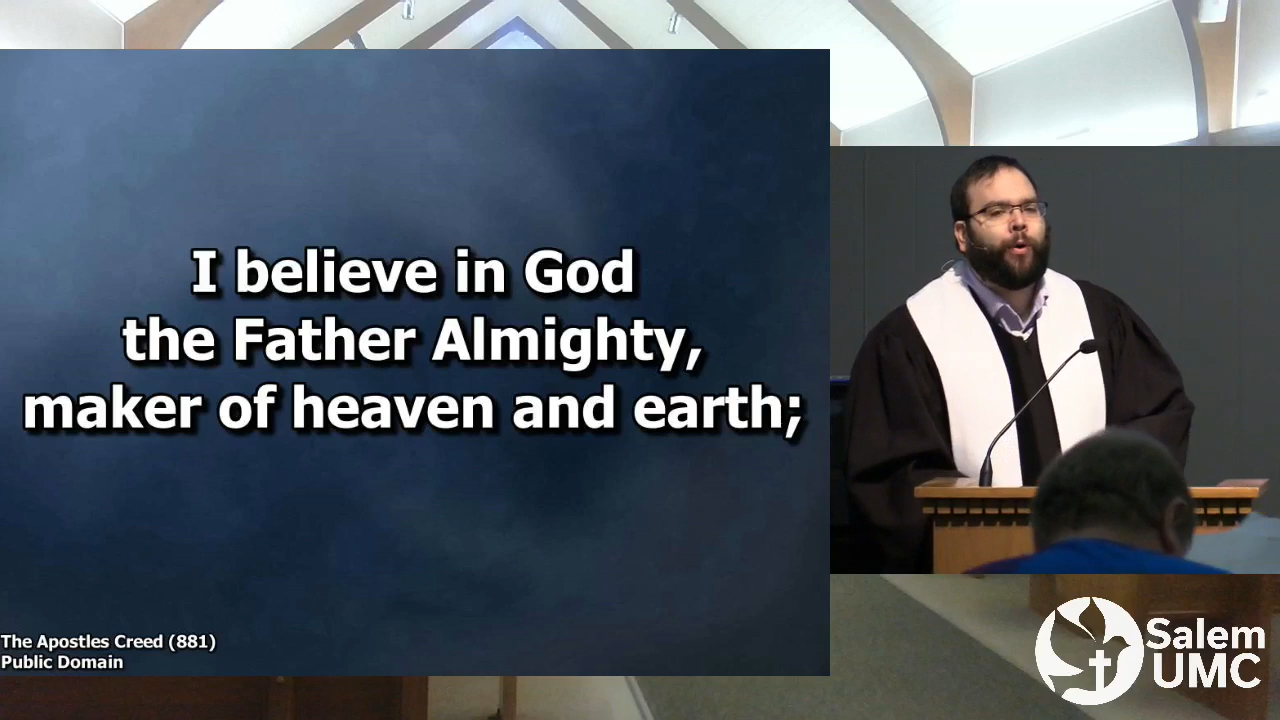 I believe in God
the Father Almighty,
maker of heaven and earth;
The Apostles Creed (881)
Public Domain
Salem
UMC